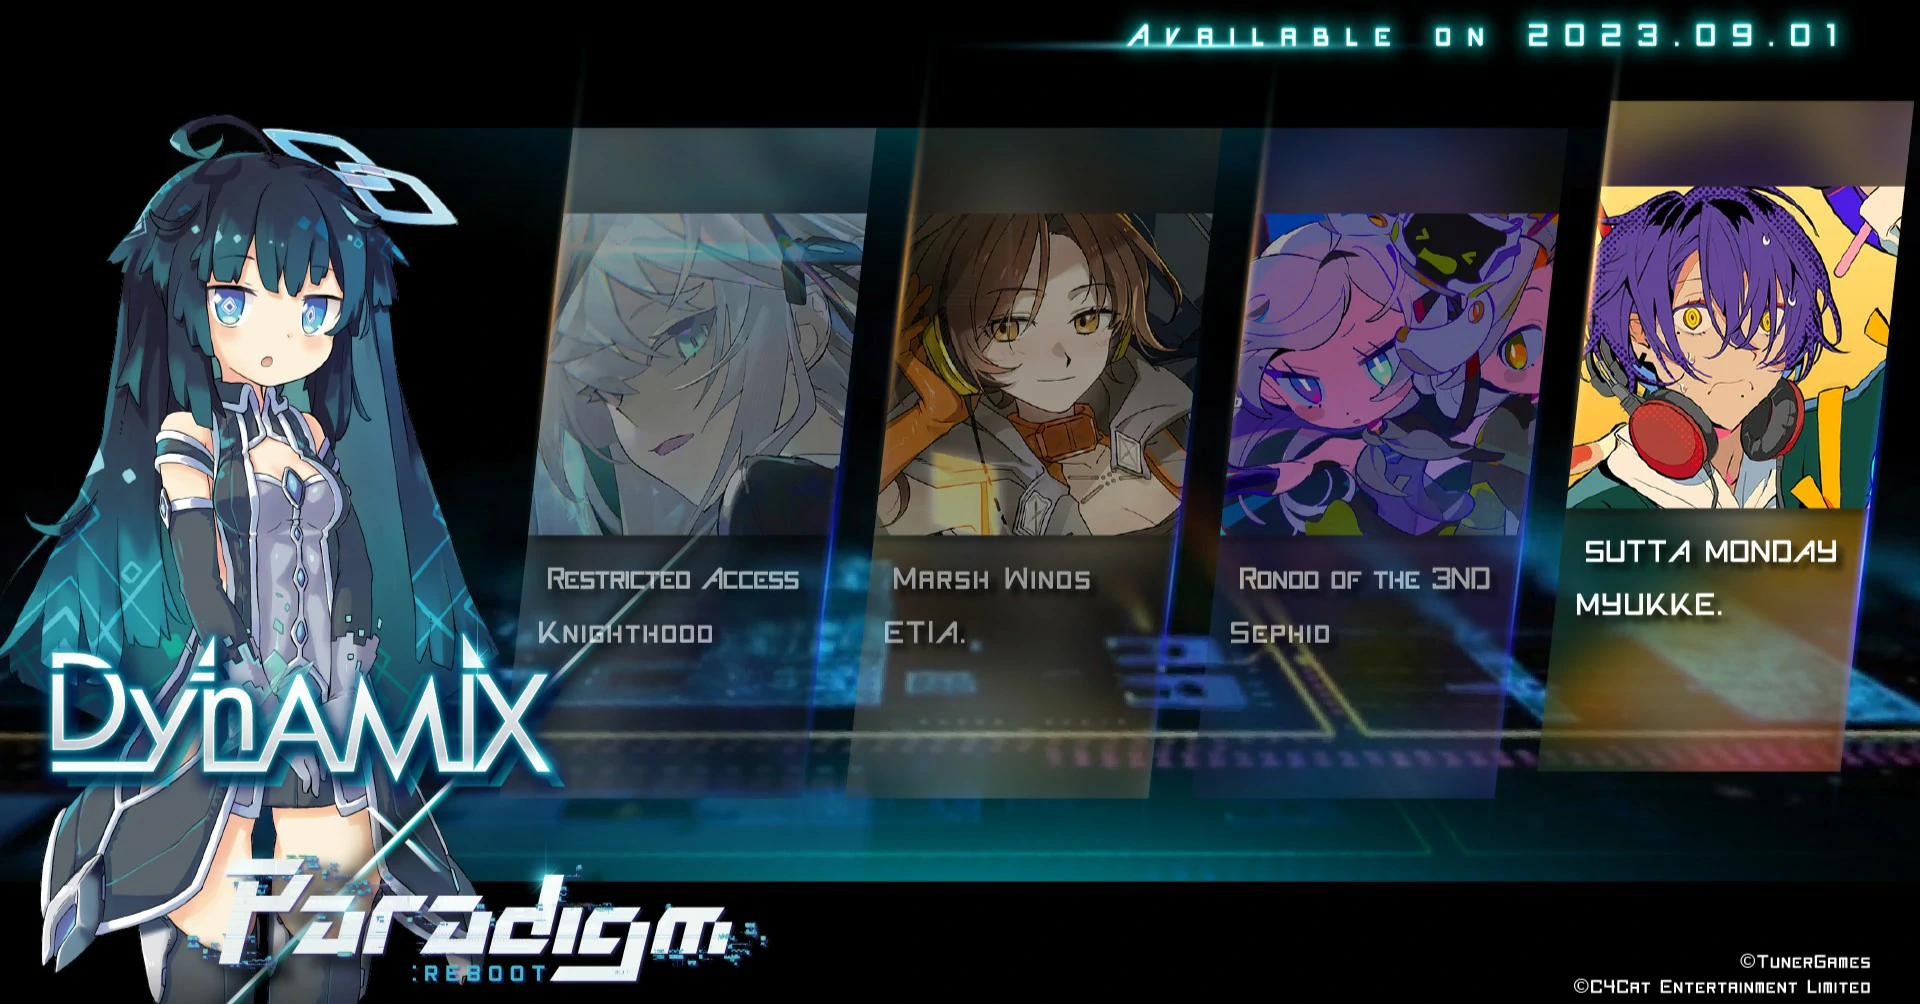 Available on 2023.09.01
Restricted Access
Knighthood
Marsh Winds
ETIA.
Rondo of the 3ND
Sephid
SUTTA MONDAY
MYUKKE.
DynAMiX
Paradigm
:REBOOT
©TunerGames
©C4Cat Entertainment Limited